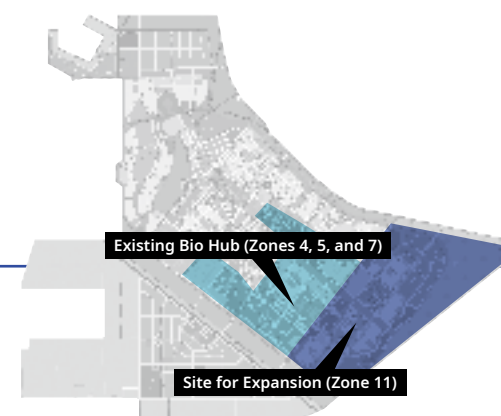 Existing Bio Hub (Zones 4, 5, and 7)
Site for Expansion (Zone 11)